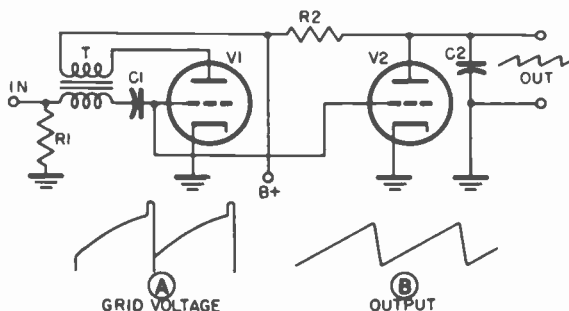 R2
T
V1
V2
C2
C1
IN
OUT
R1
B+
A
B
GRID VOLTAGE
OUTPUT